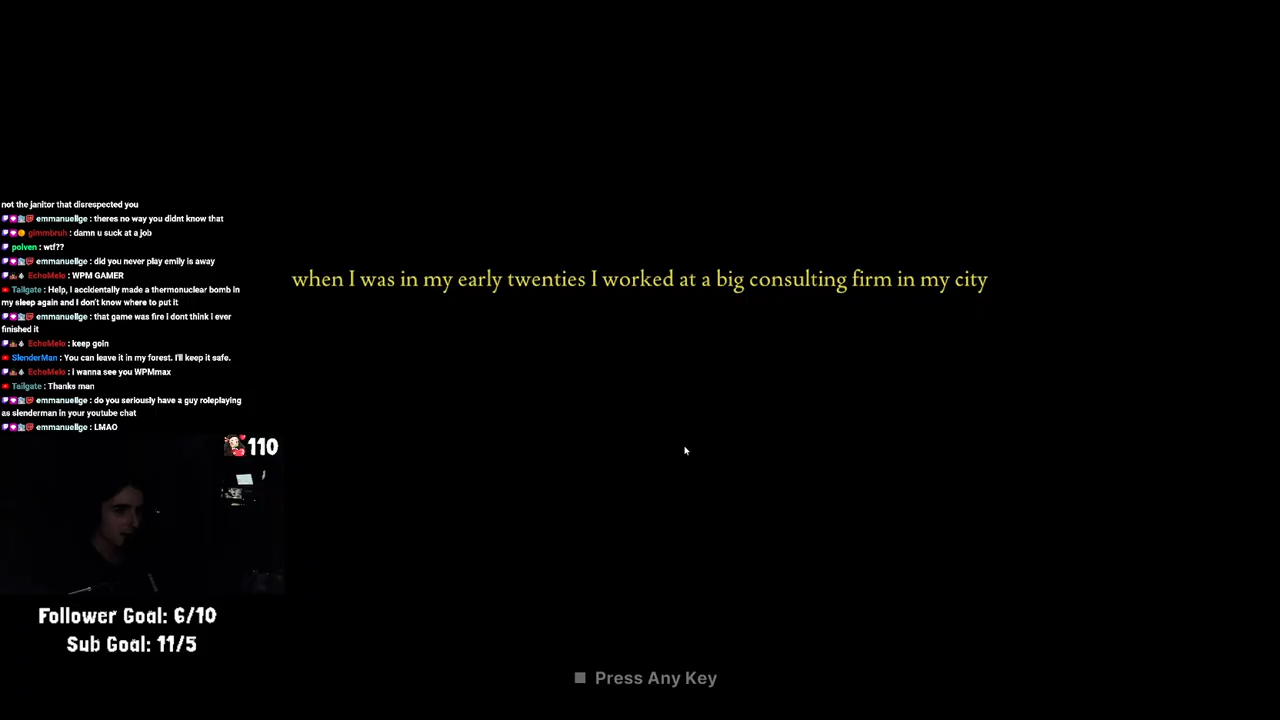 not the janitor that disrespected you
emmanuellge : theres no way you didnt know that
gimmbruh : damn u suck at a job
polven : wtf??
emmanuellge : did you never play emily is away
EchoMelo : WPM GAMER
Tailgate : Help, I accidentally made a thermonuclear bomb in
my sleep again and I don't know where to put it
emmanuellge : that game was fire i dont think i ever
finished it
EchoMelo : keep goin
SlenderMan : You can leave it in my forest. I'll keep it safe.
EchoMelo : i wanna see you WPMmax
Tailgate : Thanks man
emmanuellge : do you seriously have a guy roleplaying
as slenderman in your youtube chat
emmanuellge : LMAO
when I was in my early twenties I worked at a big consulting firm in my city
110
Follower Goal: 6/10
Sub Goal: 11/5
Press Any Key